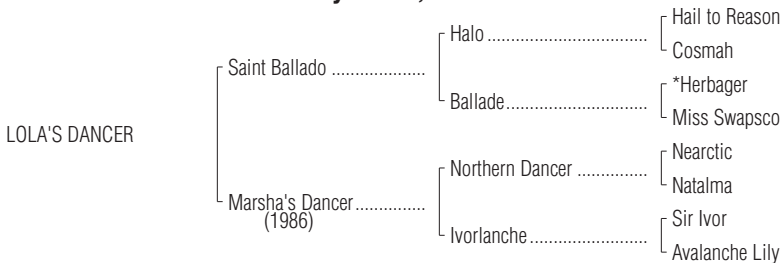 Hail to Reason
Halo
Cosmah
Saint Ballado
*Herbager
Ballade
Miss Swapsco
LOLA'S DANCER
Nearctic
Northern Dancer
Natalma
Marsha's Dancer
(1986)
Sir Ivor
Ivorlanche
Avalanche Lily